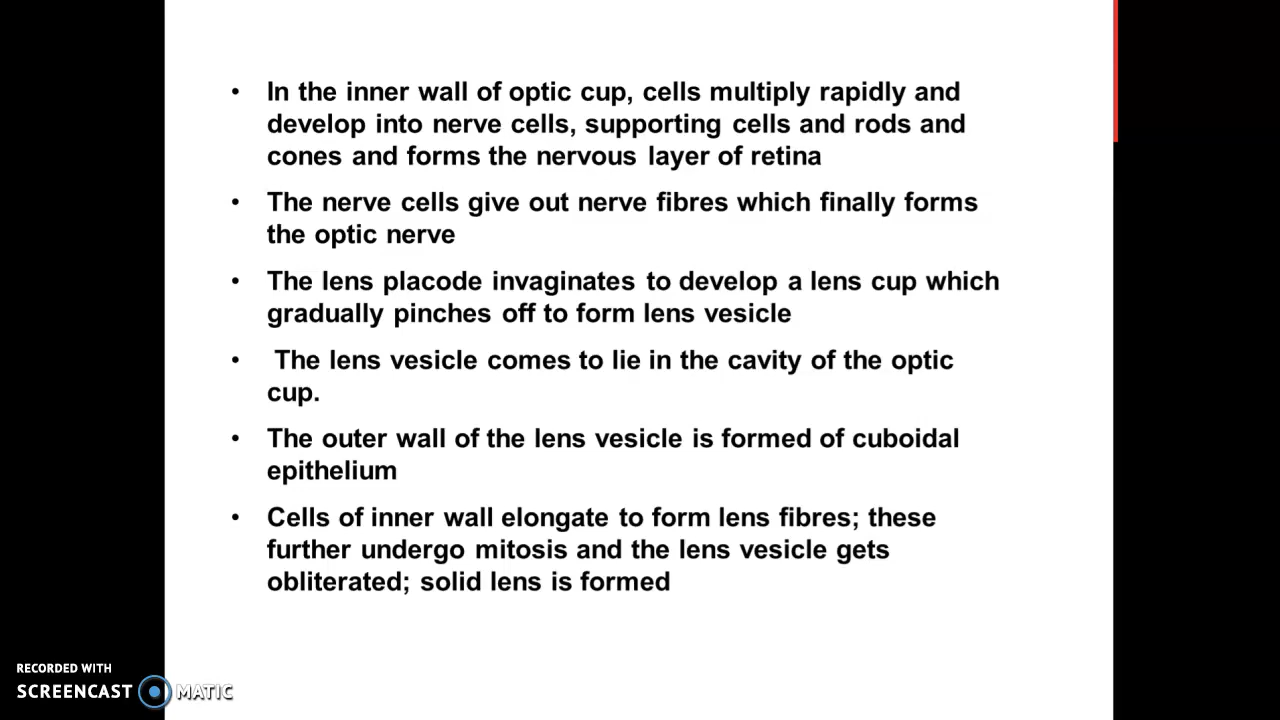 • In the inner wall of optic cup, cells multiply rapidly and
develop into nerve cells, supporting cells and rods and
cones and forms the nervous layer of retina
• The nerve cells give out nerve fibres which finally forms
the optic nerve
• The lens placode invaginates to develop a lens cup which
gradually pinches off to form lens vesicle
• The lens vesicle comes to lie in the cavity of the optic
cup.
• The outer wall of the lens vesicle is formed of cuboidal
epithelium
• Cells of inner wall elongate to form lens fibres; these
further undergo mitosis and the lens vesicle gets
obliterated; solid lens is formed
RECORDED WITH
SCREENCAST MATIC